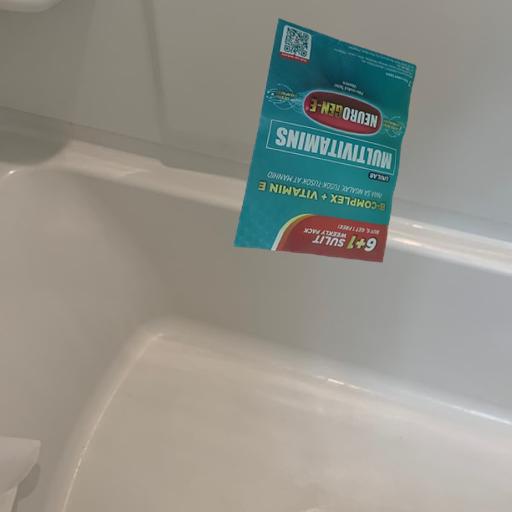 6+1 SULIT
WEEKLY PACK
BUY 6, GET 1 FREE!
B-COMPLEX + VITAMIN E
PARA SA NGALAY, TUSOK-TUSOK AT MANHID
UNILAB
MULTIVITAMINS
NEUROGEN-E